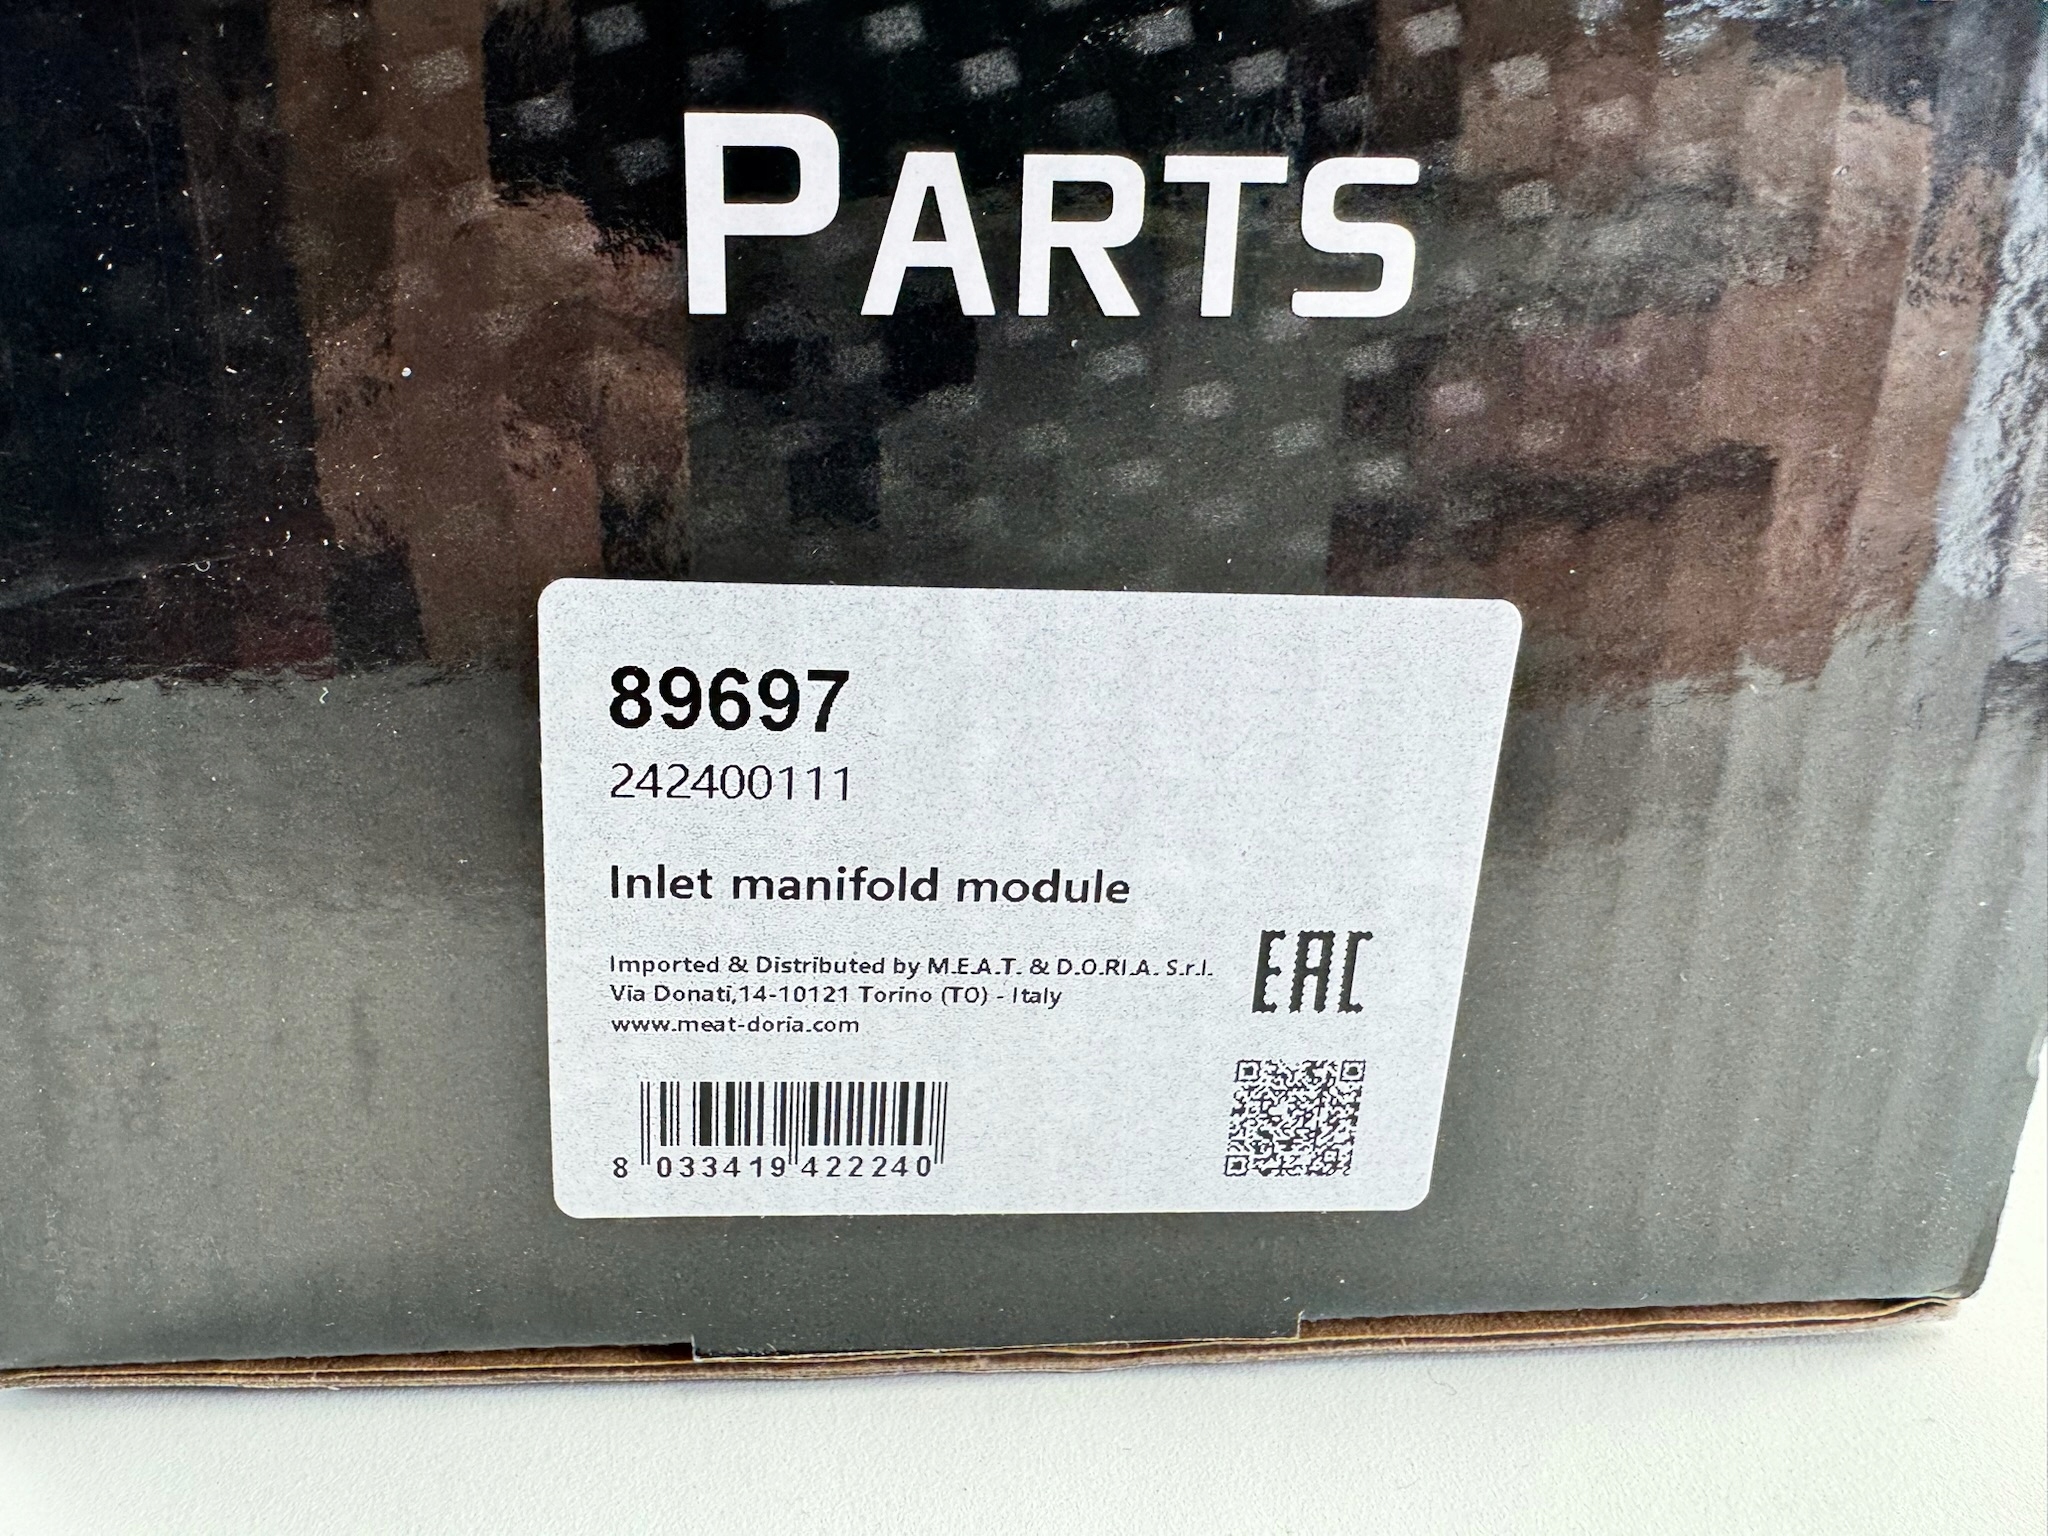 PARTS
89697
242400111
Inlet manifold module
Imported & Distributed by M.E.A.T. & D.O.RI.A. S.r.l.
Via Donati,14-10121 Torino (TO) - Italy
www.meat-doria.com
EAC
8 033419 422240